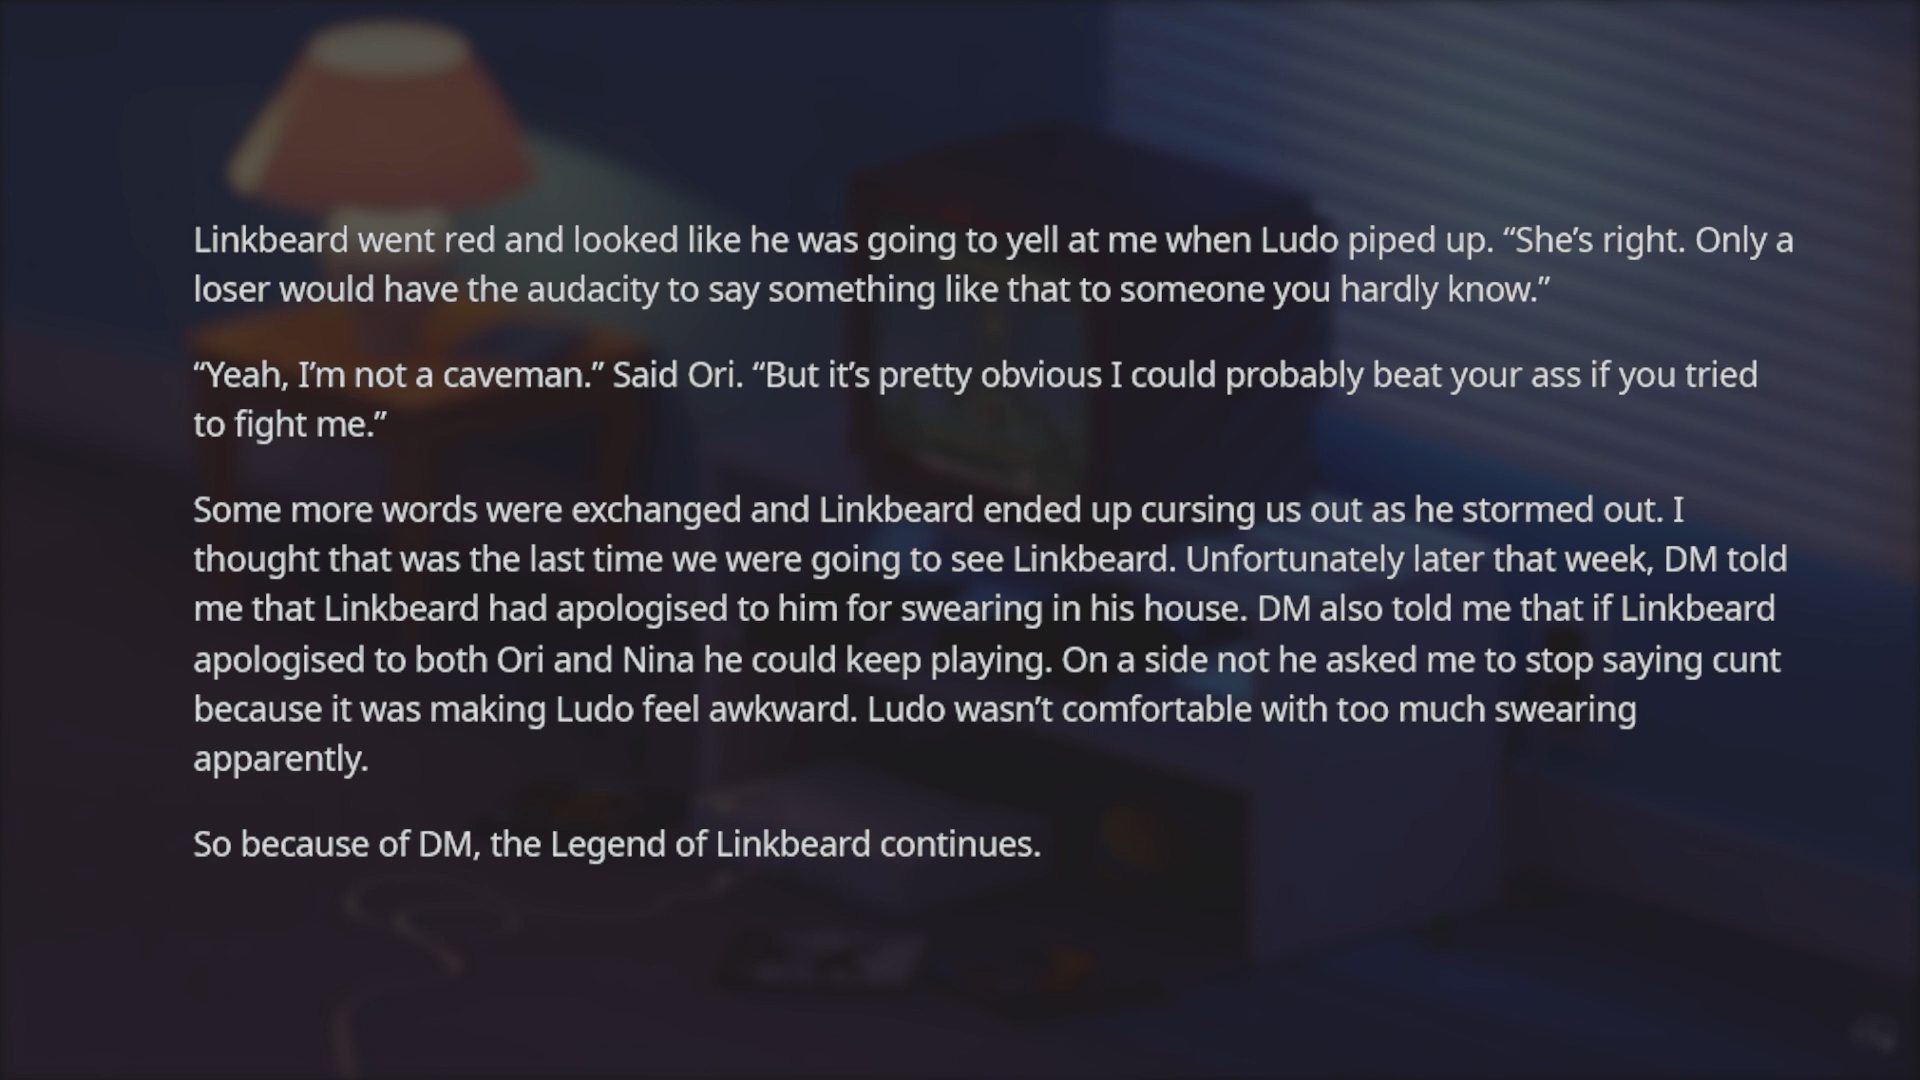 Linkbeard went red and looked like he was going to yell at me when Ludo piped up. “She’s right. Only a
loser would have the audacity to say something like that to someone you hardly know.”
“Yeah, I’m not a caveman.” Said Ori. “But it’s pretty obvious I could probably beat your ass if you tried
to fight me.”
Some more words were exchanged and Linkbeard ended up cursing us out as he stormed out. I
thought that was the last time we were going to see Linkbeard. Unfortunately later that week, DM told
me that Linkbeard had apologised to him for swearing in his house. DM also told me that if Linkbeard
apologised to both Ori and Nina he could keep playing. On a side not he asked me to stop saying cunt
because it was making Ludo feel awkward. Ludo wasn’t comfortable with too much swearing
apparently.
So because of DM, the Legend of Linkbeard continues.